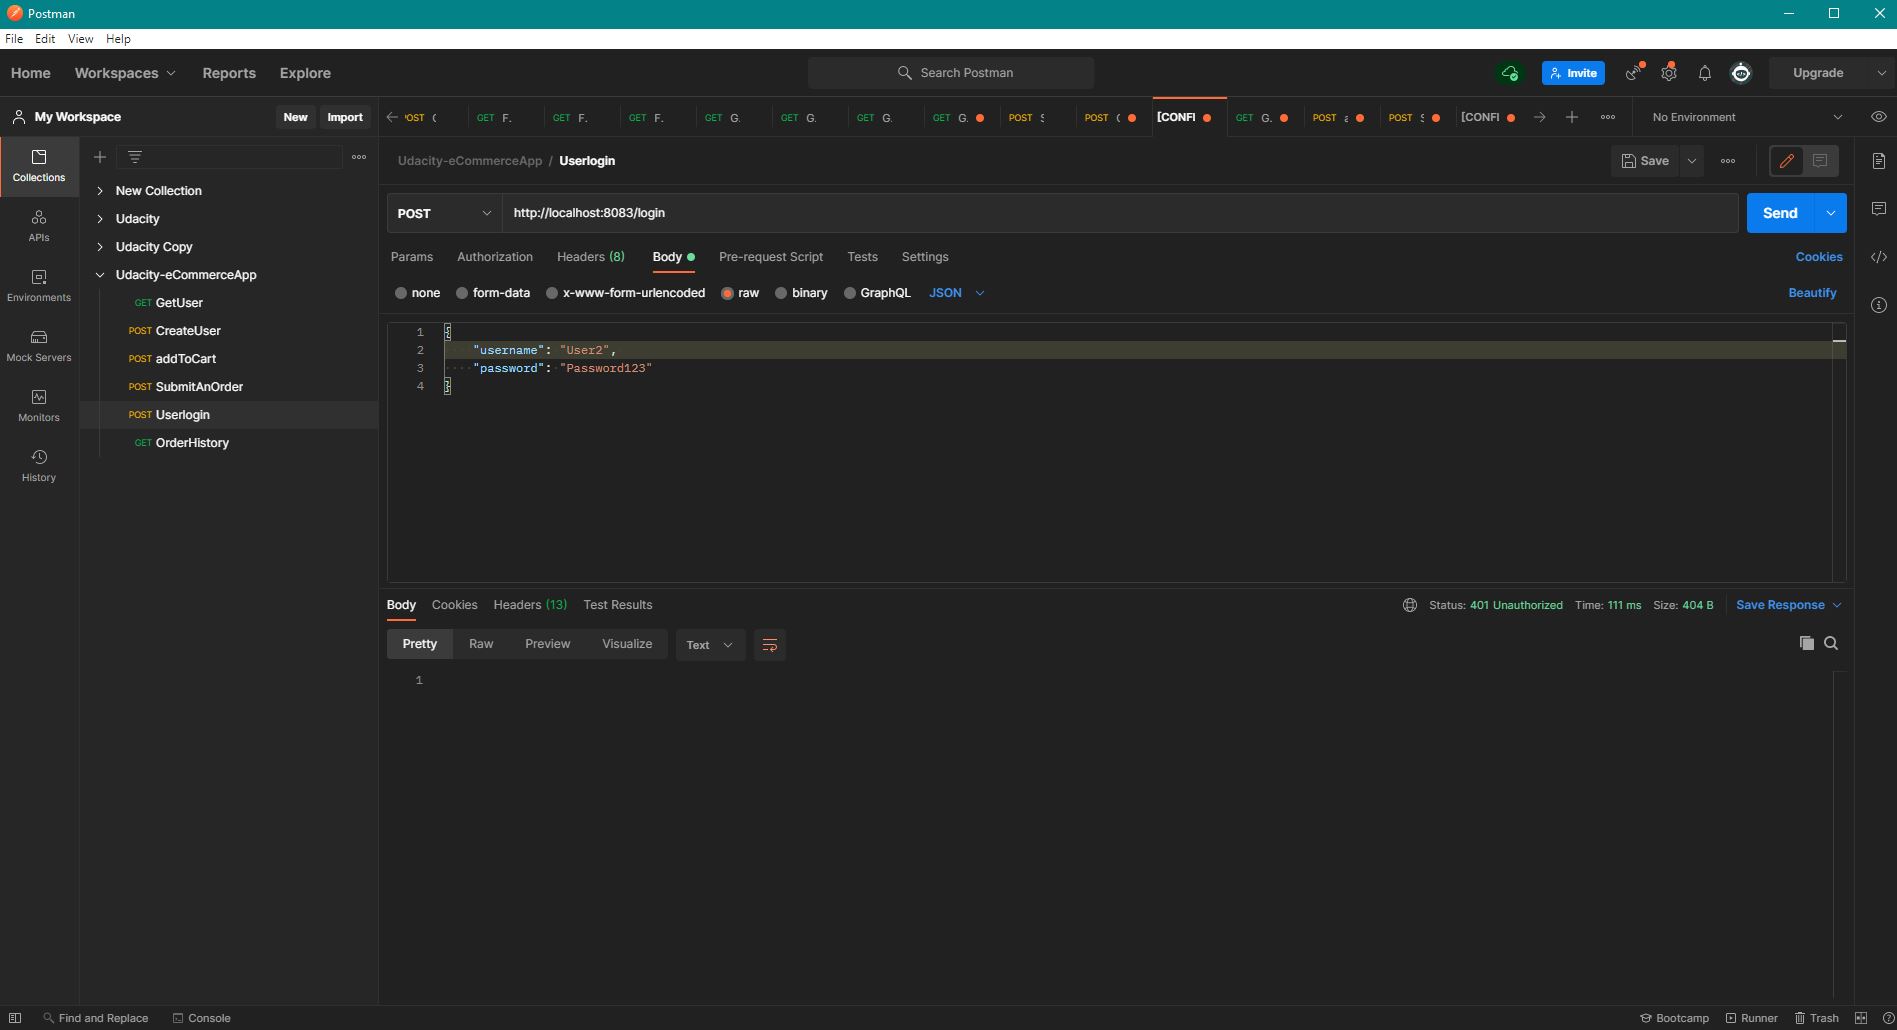 Postman
File Edit View Help
Home Workspaces Reports Explore
Search Postman
Invite
Upgrade
My Workspace
New Import
POST
GET F.
GET F.
GET F.
GET G.
GET G.
GET G.
GET G.
POST
POST
[CONFI
GET G.
POST
POST
[CONFI
No Environment
Collections
APIs
Environments
Mock Servers
Monitors
History
New Collection
Udacity
Udacity Copy
Udacity-eCommerceApp
GET GetUser
POST CreateUser
POST addToCart
POST SubmitAnOrder
POST Userlogin
GET OrderHistory
Udacity-eCommerceApp / Userlogin
Save
POST http://localhost:8083/login
Send
Params Authorization Headers (8) Body Pre-request Script Tests Settings
Cookies
none form-data x-www-form-urlencoded raw binary GraphQL JSON
Beautify
1 {
2 "username": "User2",
3 "password": "Password123"
4 }
Body Cookies Headers (13) Test Results
Status: 401 Unauthorized Time: 111 ms Size: 404 B Save Response
Pretty Raw Preview Visualize Text
1
Find and Replace Console
Bootcamp Runner Trash